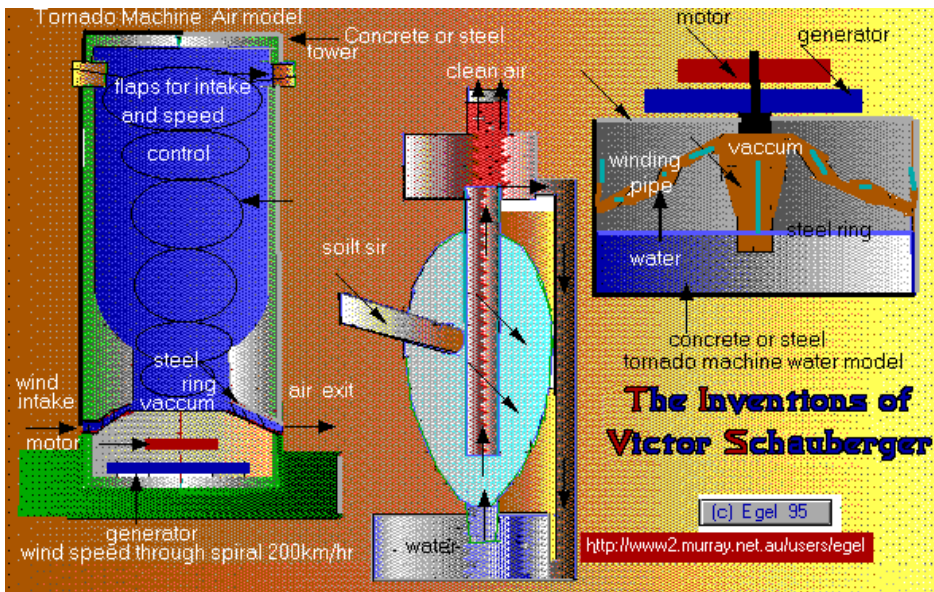 Tornado Machine Air model
Concrete or steel
tower
flaps for intake
and speed
control
steel
ring
wind
intake
vaccum
air exit
motor
generator
wind speed through spiral 200km/hr
clean air
soilt sir
water
motor
generator
vaccum
winding
pipe
steel ring
water
concrete or steel
tornado machine water model
The Inventions of
Victor Schauberger
(c) Egel 95
http://www2.murray.net.au/users/egel